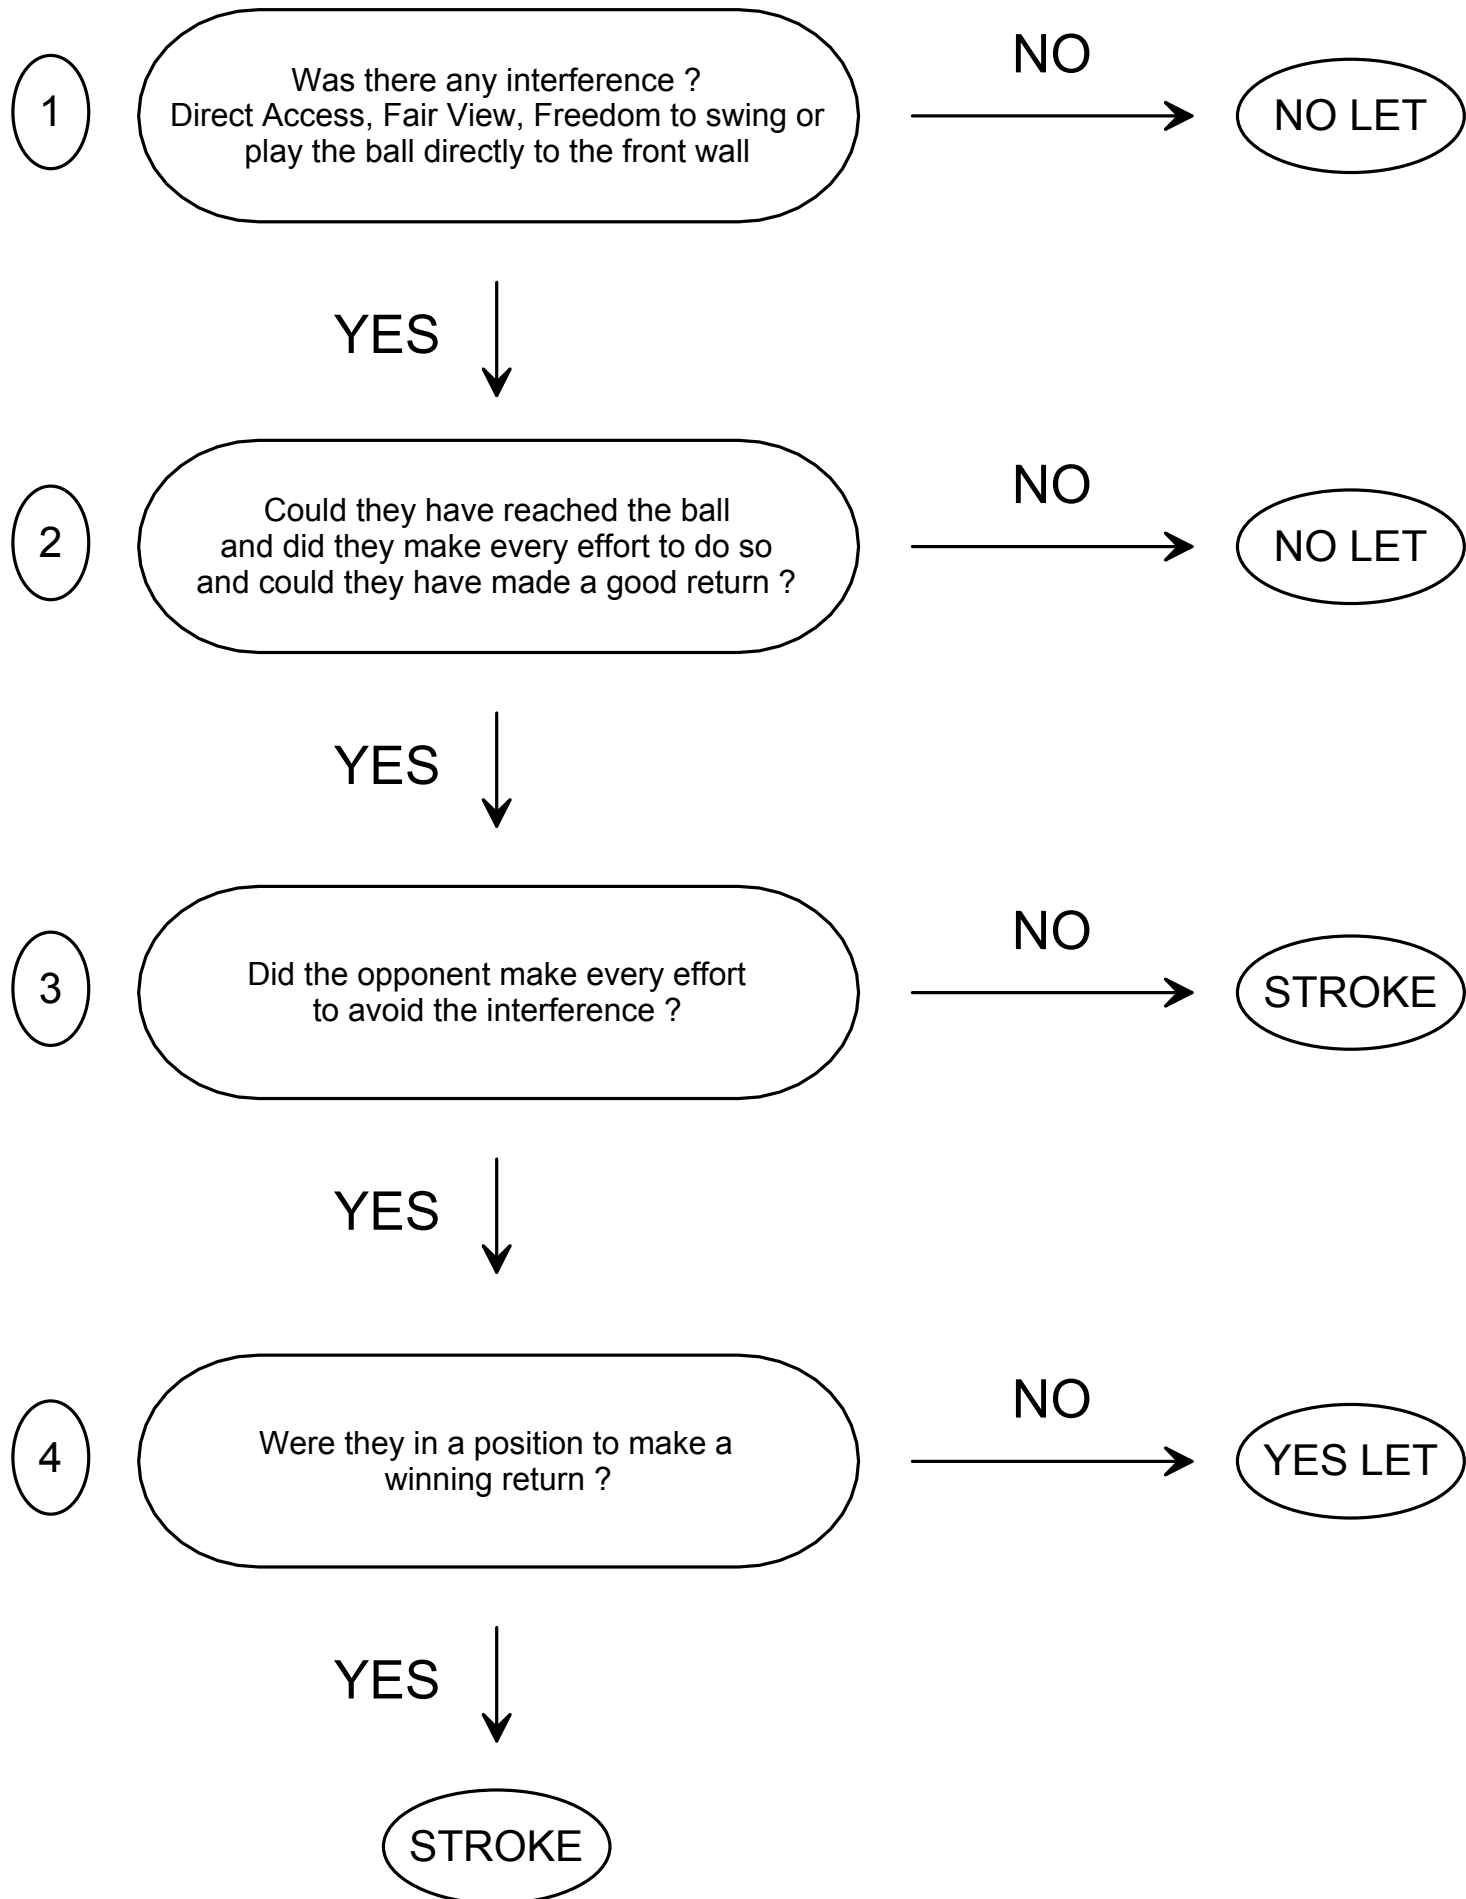 1
Was there any interference ?
Direct Access, Fair View, Freedom to swing or
play the ball directly to the front wall
NO
NO LET
YES
2
Could they have reached the ball
and did they make every effort to do so
and could they have made a good return ?
NO
NO LET
YES
3
Did the opponent make every effort
to avoid the interference ?
NO
STROKE
YES
4
Were they in a position to make a
winning return ?
NO
YES LET
YES
STROKE